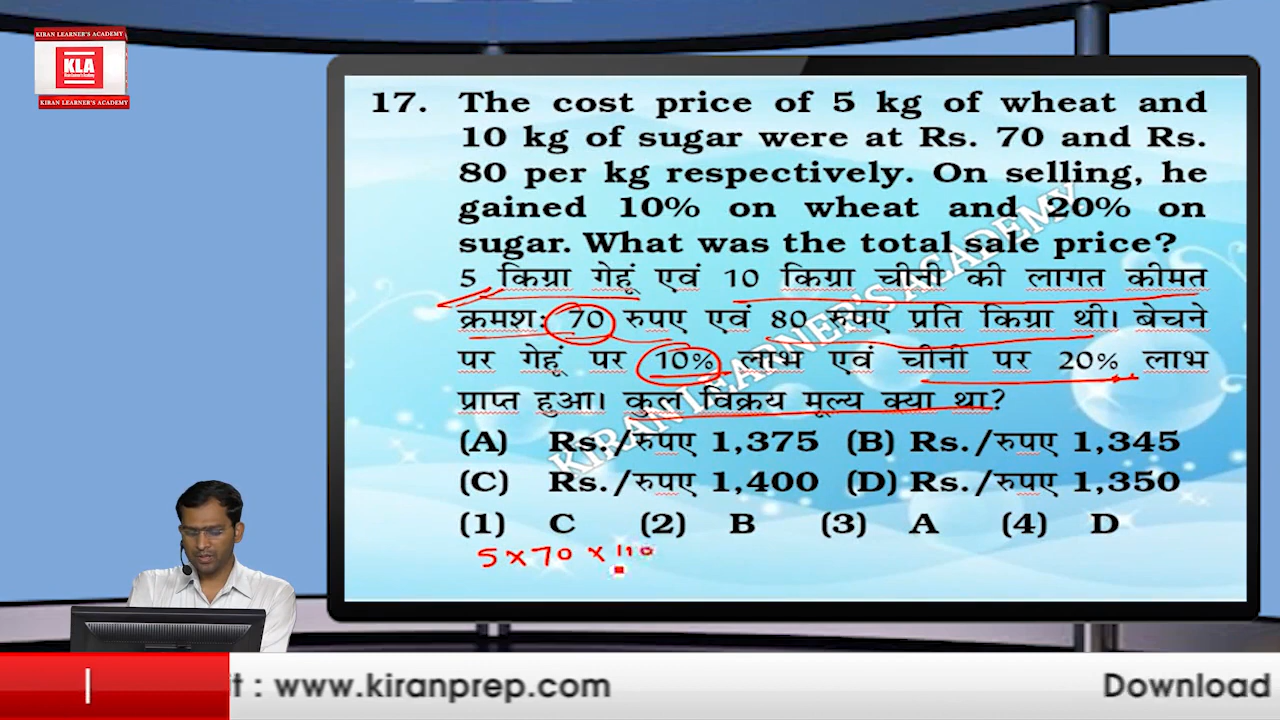 KIRAN LEARNER'S ACADEMY
KLA
Kiran Learner's Academy
KIRAN LEARNER'S ACADEMY
17. The cost price of 5 kg of wheat and
10 kg of sugar were at Rs. 70 and Rs.
80 per kg respectively. On selling, he
gained 10% on wheat and 20% on
sugar. What was the total sale price?
5 किग्रा गेहूं एवं 10 किग्रा चीनी की लागत कीमत
क्रमशः 70 रुपए एवं 80 रुपए प्रति किग्रा थी। बेचने
पर गेहूं पर 10% लाभ एवं चीनी पर 20% लाभ
प्राप्त हुआ। कुल विक्रय मूल्य क्या था?
(A) Rs./रुपए 1,375 (B) Rs./रुपए 1,345
(C) Rs./रुपए 1,400 (D) Rs./रुपए 1,350
(1) C (2) B (3) A (4) D
5 × 70 × 110
KIRAN LEARNER'S ACADEMY
: www.kiranprep.com
Download